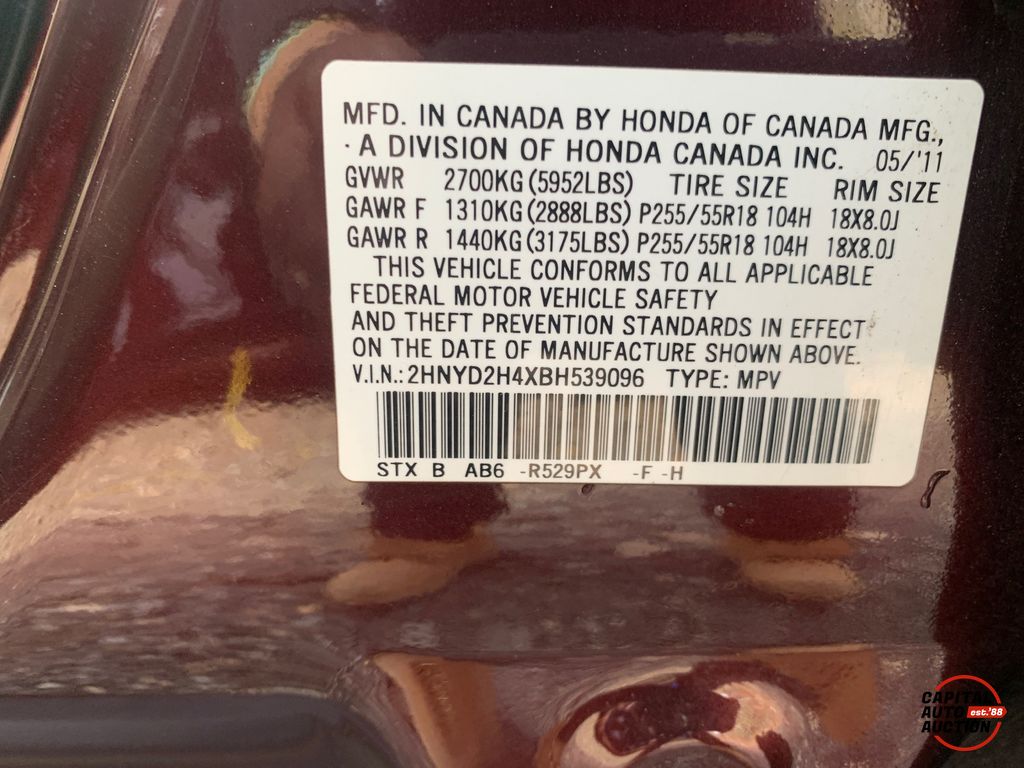 MFD. IN CANADA BY HONDA OF CANADA MFG.,
A DIVISION OF HONDA CANADA INC. 05/'11
GVWR 2700KG(5952LBS) TIRE SIZE RIM SIZE
GAWR F 1310KG(2888LBS) P255/55R18 104H 18X8.0J
GAWR R 1440KG(3175LBS) P255/55R18 104H 18X8.0J
THIS VEHICLE CONFORMS TO ALL APPLICABLE
FEDERAL MOTOR VEHICLE SAFETY
AND THEFT PREVENTION STANDARDS IN EFFECT
ON THE DATE OF MANUFACTURE SHOWN ABOVE.
V.I.N.: 2HNYD2H4XBH539096 TYPE: MPV
STX B AB6 -R529PX -F -H
CAPITAL
AUTO est.'88
AUCTION